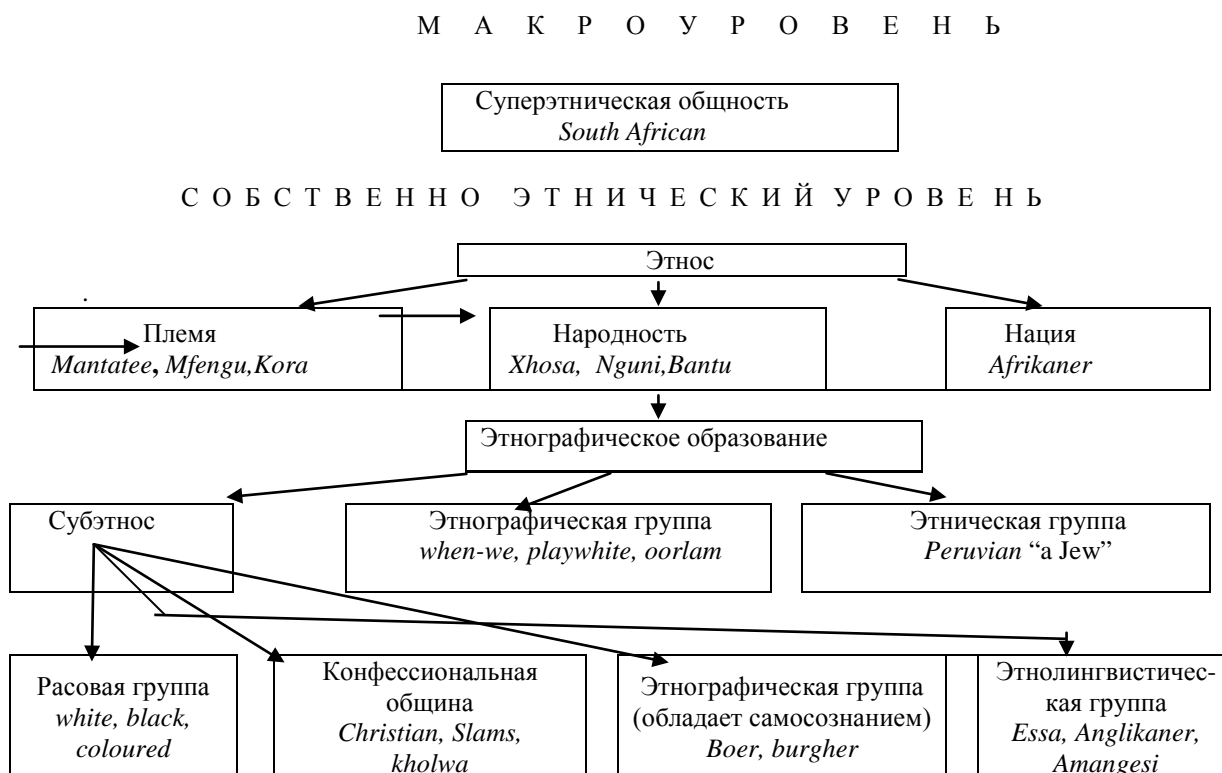 М А К Р О У Р О В Е Н Ь
Суперэтническая общность
South African
С О Б С Т В Е Н Н О Э Т Н И Ч Е С К И Й У Р О В Е Н Ь
Этнос
.
Племя
Mantatee, Mfengu,Kora
Народность
Xhosa, Nguni,Bantu
Нация
Afrikaner
Этнографическое образование
Субэтнос
Этнографическая группа
when-we, playwhite, oorlam
Этническая группа
Peruvian “a Jew”
Расовая группа
white, black,
coloured
Конфессиональная
община
Christian, Slams,
kholwa
Этнографическая группа
(обладает самосознанием)
Boer, burgher
Этнолингвистичес-
кая группа
Essa, Anglikaner,
Amangesi